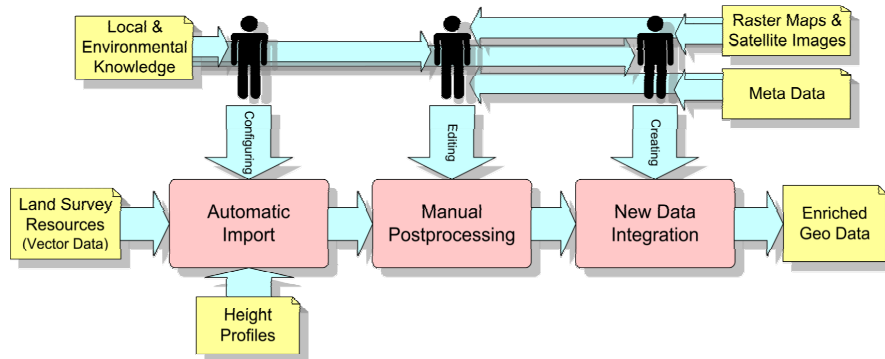 Local &
Environmental
Knowledge
Raster Maps &
Satellite Images
Meta Data
Configuring
Editing
Creating
Land Survey
Resources
(Vector Data)
Automatic
Import
Manual
Postprocessing
New Data
Integration
Enriched
Geo Data
Height
Profiles